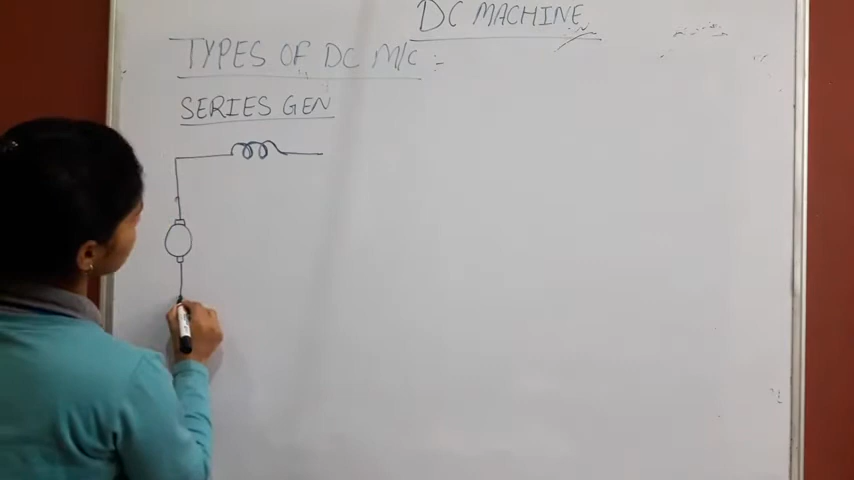 DC MACHINE
TYPES OF DC M/C :-
SERIES GEN